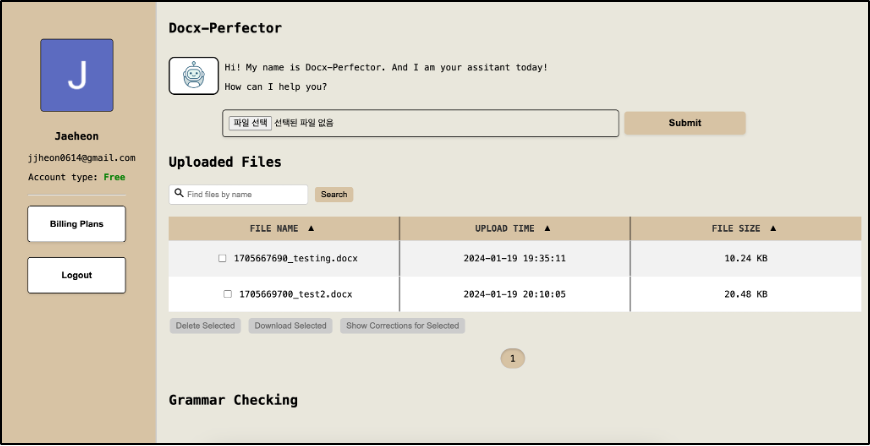 Docx-Perfector
J
Hi! My name is Docx-Perfector. And I am your assitant today!
How can I help you?
파일 선택 선택된 파일 없음
Submit
Jaeheon
jjheon0614@gmail.com
Account type: Free
Billing Plans
Logout
Uploaded Files
Find files by name
Search
FILE NAME ▲ UPLOAD TIME ▲ FILE SIZE ▲
1705667690_testing.docx 2024-01-19 19:35:11 10.24 KB
1705669700_test2.docx 2024-01-19 20:10:05 20.48 KB
Delete Selected Download Selected Show Corrections for Selected
1
Grammar Checking